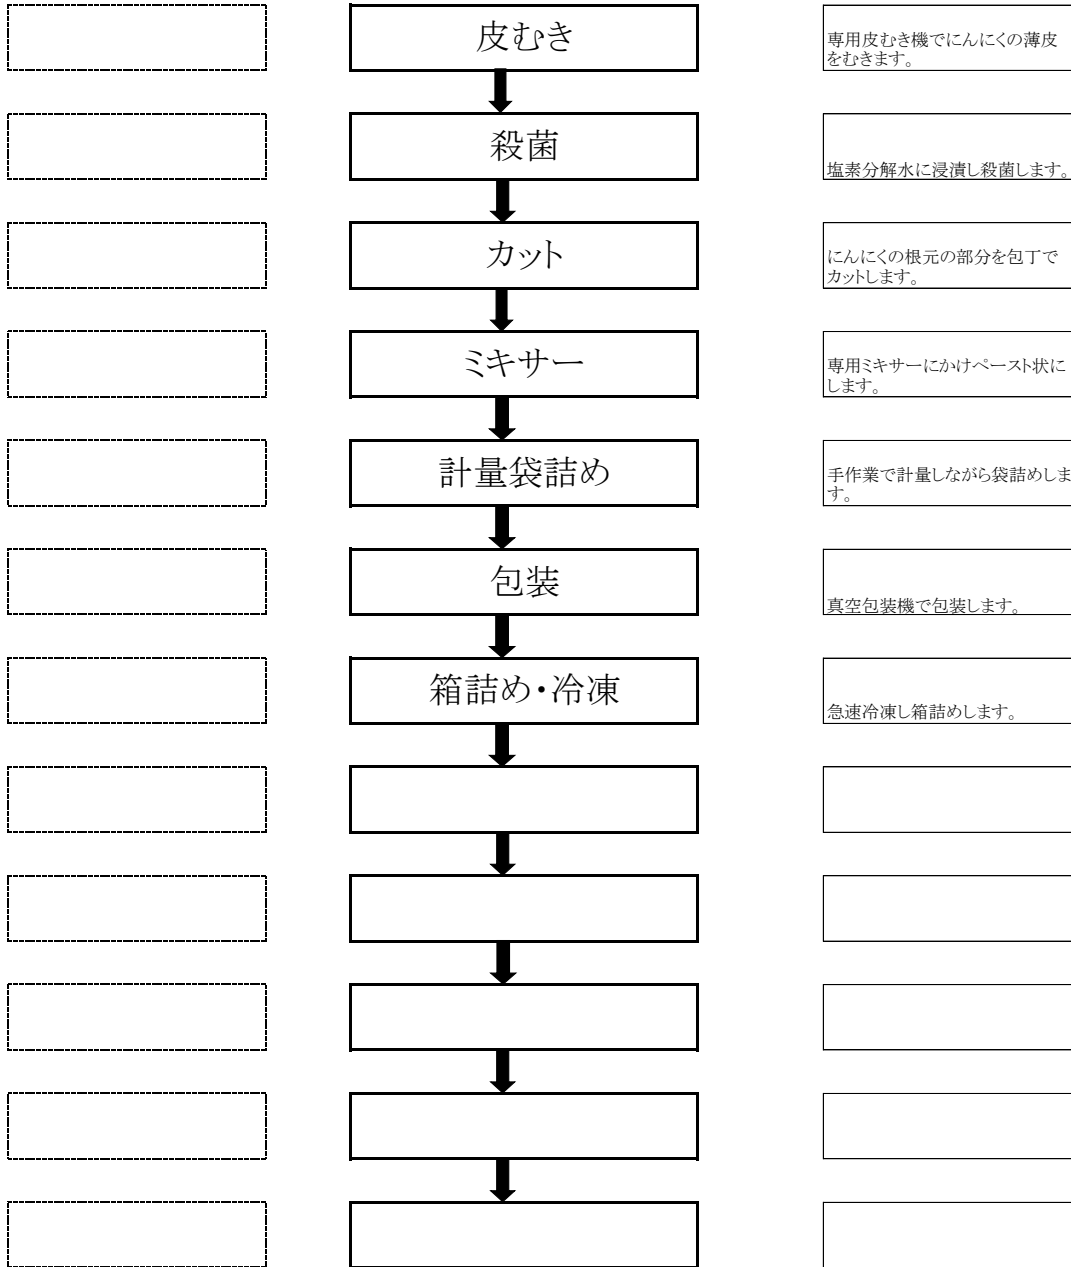 皮むき
専用皮むき機でにんにくの薄皮
をむきます。
殺菌
塩素分解水に浸漬し殺菌します。
カット
にんにくの根元の部分を包丁で
カットします。
ミキサー
専用ミキサーにかけペースト状に
します。
計量袋詰め
手作業で計量しながら袋詰めしま
す。
包装
真空包装機で包装します。
箱詰め・冷凍
急速冷凍し箱詰めします。